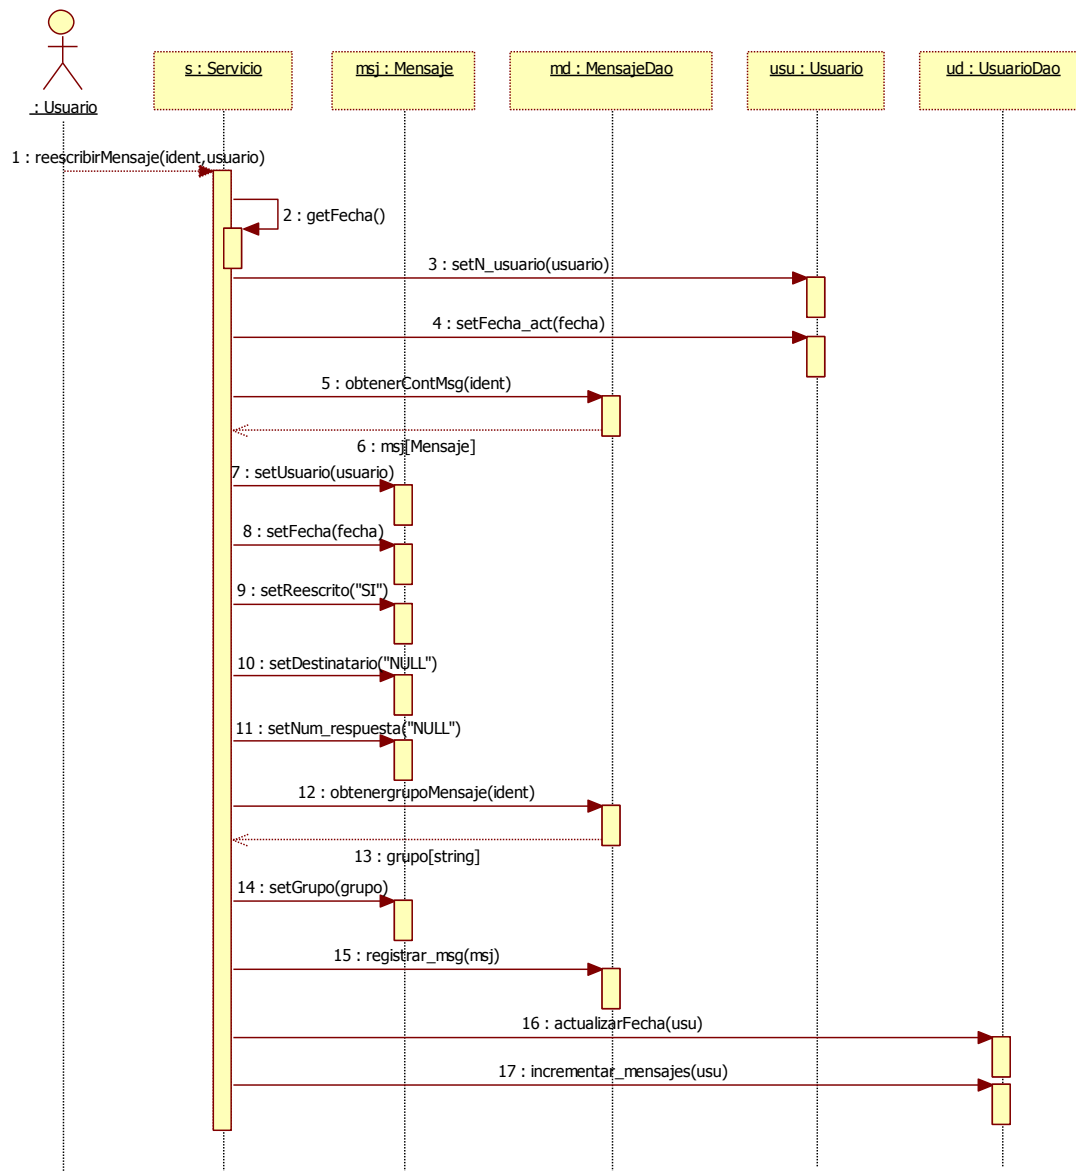 : Usuario
s : Servicio
msj : Mensaje
md : MensajeDao
usu : Usuario
ud : UsuarioDao
1 : reescribirMensaje(ident,usuario)
2 : getFecha()
3 : setN_usuario(usuario)
4 : setFecha_act(fecha)
5 : obtenerContMsg(ident)
6 : msj[Mensaje]
7 : setUsuario(usuario)
8 : setFecha(fecha)
9 : setReescrito("SI")
10 : setDestinatario("NULL")
11 : setNum_respuesta("NULL")
12 : obtenergrupoMensaje(ident)
13 : grupo[string]
14 : setGrupo(grupo)
15 : registrar_msg(msj)
16 : actualizarFecha(usu)
17 : incrementar_mensajes(usu)